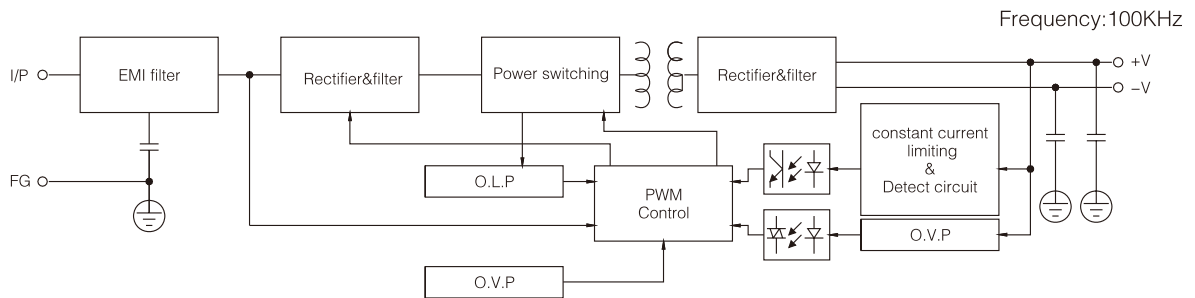 Frequency:100KHz
I/P
EMI filter
Rectifier&filter
Power switching
Rectifier&filter
+V
−V
FG
O.L.P
PWM
Control
constant current
limiting
&
Detect circuit
O.V.P
O.V.P